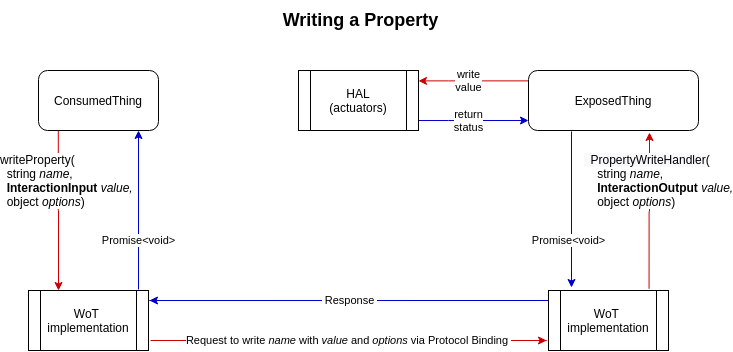 Writing a Property
ConsumedThing
HAL
(actuators)
write
value
return
status
ExposedThing
writeProperty(
string name,
InteractionInput value,
object options)
Promise<void>
PropertyWriteHandler(
string name,
InteractionOutput value,
object options)
Promise<void>
WoT
implementation
Response
Request to write name with value and options via Protocol Binding
WoT
implementation